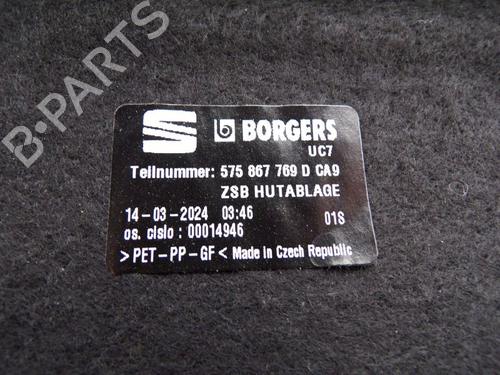 B-PARTS
BORGERS
UC7
Teilnummer: 575 867 769 D CA9
ZSB HUTABLAGE
14-03-2024 03:46 01S
os. cislo : 00014946
>PET-PP-GF< Made in Czech Republic